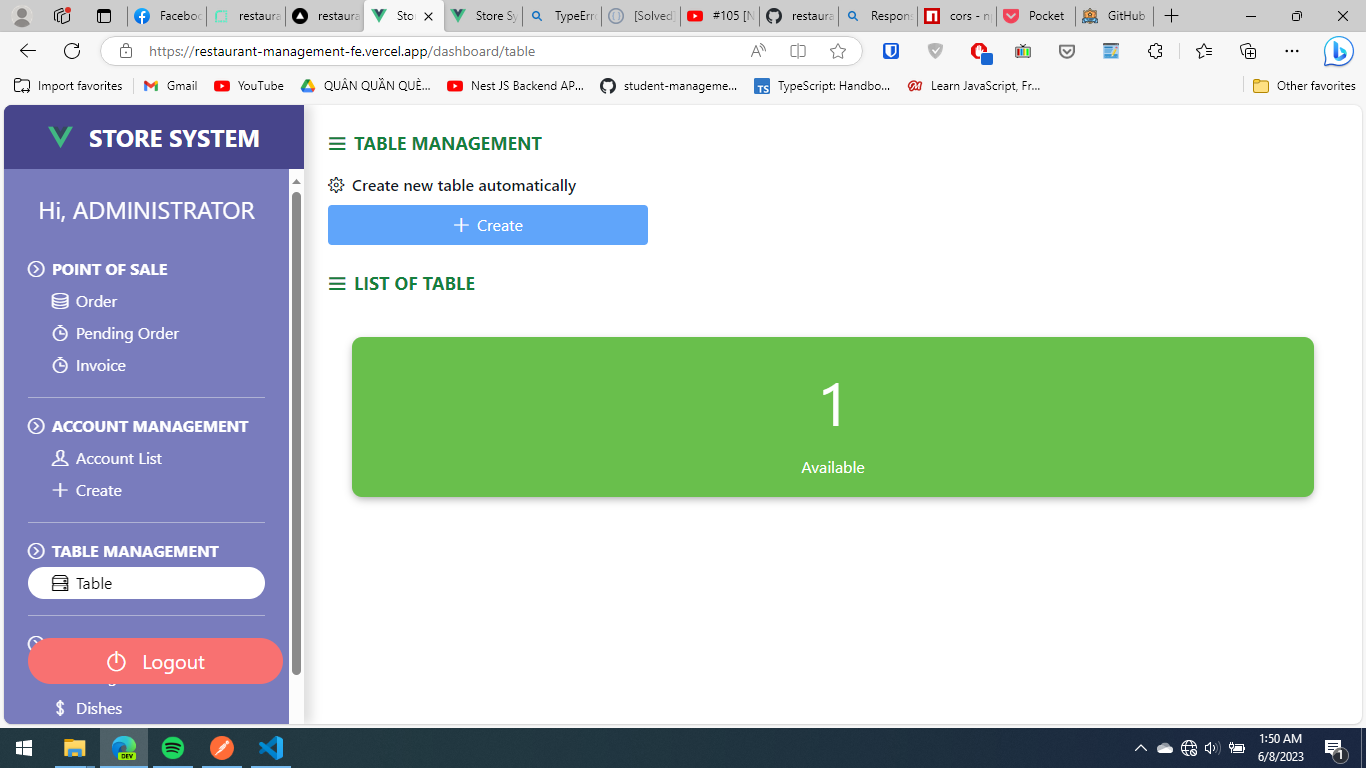 Facebo
restaura
restaura
Sto
Store Sy
TypeErro
[Solved]
#105 [N
restaura
Respon
cors - n
Pocket
GitHub
https://restaurant-management-fe.vercel.app/dashboard/table
Import favorites
Gmail
YouTube
QUÂN QUẦN QUÈ...
Nest JS Backend AP...
student-manageme...
TypeScript: Handbo...
Learn JavaScript, Fr...
Other favorites
STORE SYSTEM
Hi, ADMINISTRATOR
POINT OF SALE
Order
Pending Order
Invoice
ACCOUNT MANAGEMENT
Account List
Create
TABLE MANAGEMENT
Table
Logout
Dishes
TABLE MANAGEMENT
Create new table automatically
Create
LIST OF TABLE
1
Available
DEV
1:50 AM
6/8/2023
1